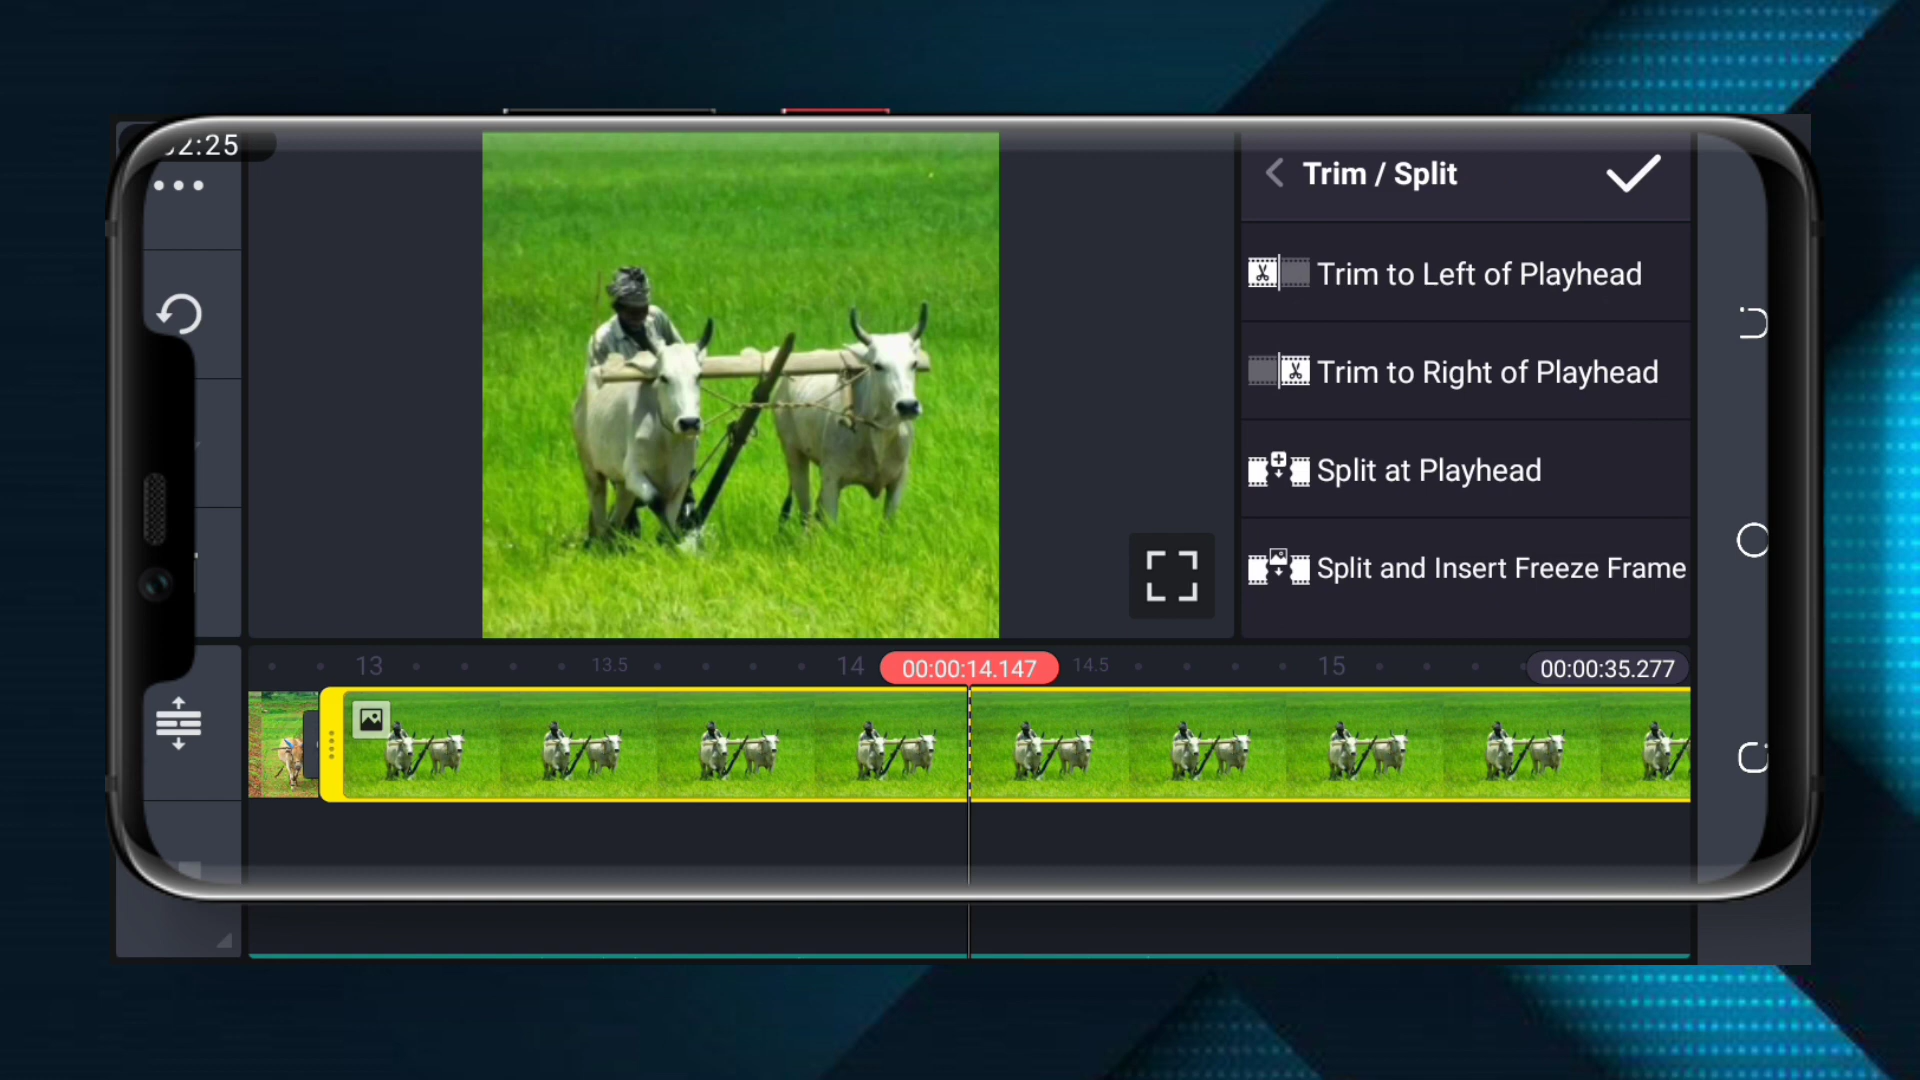 2:25
Trim / Split
Trim to Left of Playhead
Trim to Right of Playhead
Split at Playhead
Split and Insert Freeze Frame
13 13.5 14 00:00:14.147 14.5 15 00:00:35.277